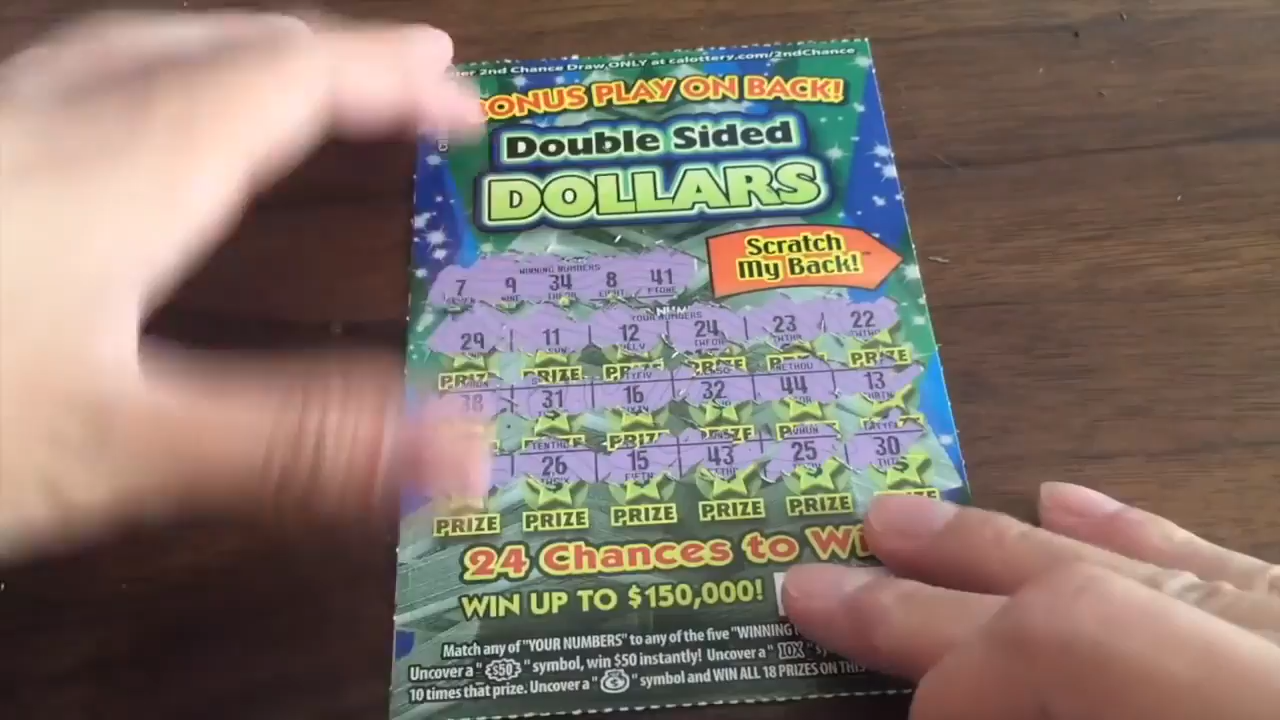 2nd Chance Draw ONLY at calottery.com/2ndChance
BONUS PLAY ON BACK!
Double Sided
DOLLARS
Scratch
My Back!™
WINNING NUMBERS
7 9 34 8 41
YOUR NUMBERS
29 11 12 24 23 22
PRIZE PRIZE PRIZE PRIZE PRIZE PRIZE
38 31 16 32 44 13
PRIZE
26 15 43 25 30
PRIZE PRIZE PRIZE PRIZE PRIZE
24 Chances to
WIN UP TO $150,000!
Match any of "YOUR NUMBERS" to any of the five "WINNING
Uncover a " $50 " symbol, win $50 instantly! Uncover a " 10X "
10 times that prize. Uncover a " $ " symbol and WIN ALL 18 PRIZES ON